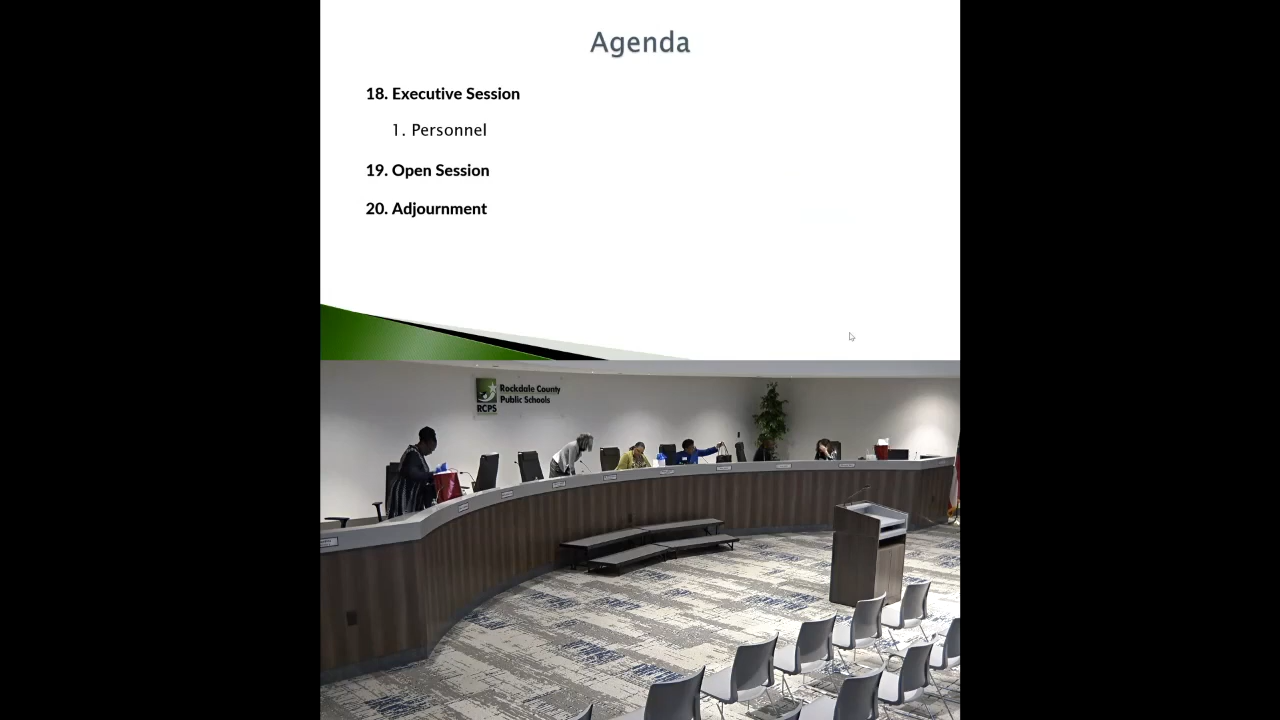 Agenda
18. Executive Session
1. Personnel
19. Open Session
20. Adjournment
Rockdale County
Public Schools
RCPS